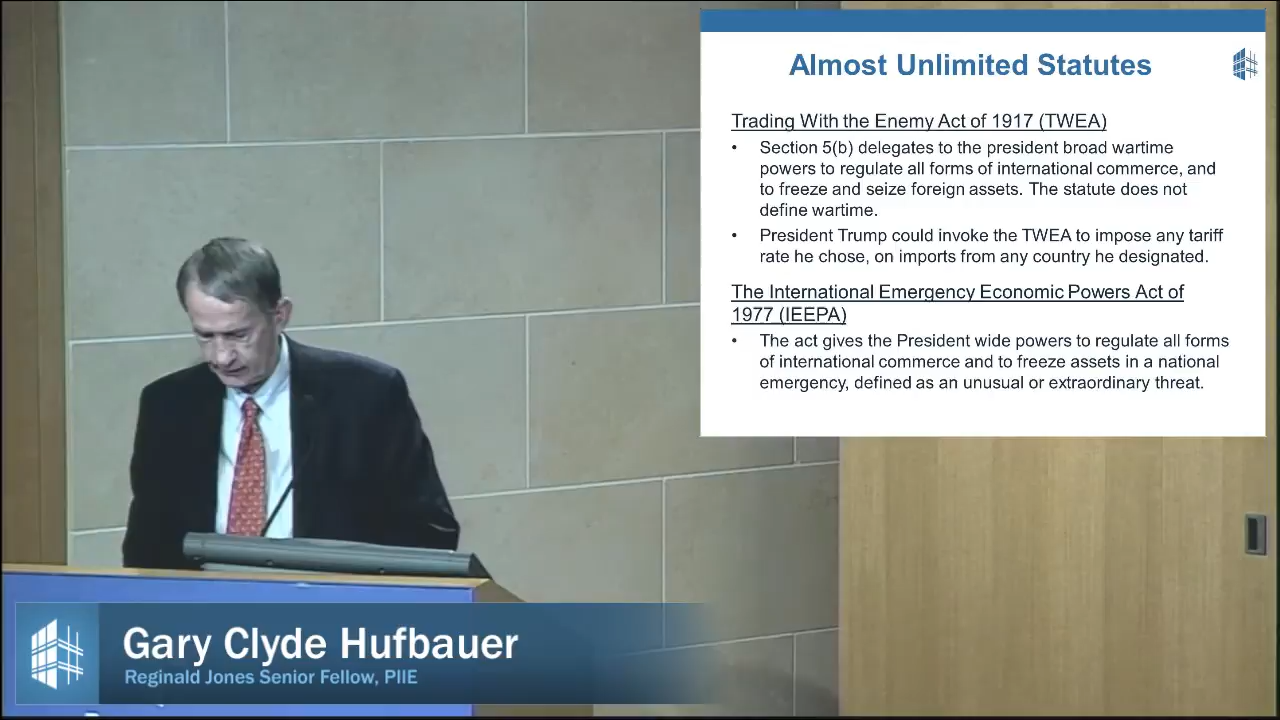 Almost Unlimited Statutes
Trading With the Enemy Act of 1917 (TWEA)
• Section 5(b) delegates to the president broad wartime
powers to regulate all forms of international commerce, and
to freeze and seize foreign assets. The statute does not
define wartime.
• President Trump could invoke the TWEA to impose any tariff
rate he chose, on imports from any country he designated.
The International Emergency Economic Powers Act of
1977 (IEEPA)
• The act gives the President wide powers to regulate all forms
of international commerce and to freeze assets in a national
emergency, defined as an unusual or extraordinary threat.
Gary Clyde Hufbauer
Reginald Jones Senior Fellow, PIIE